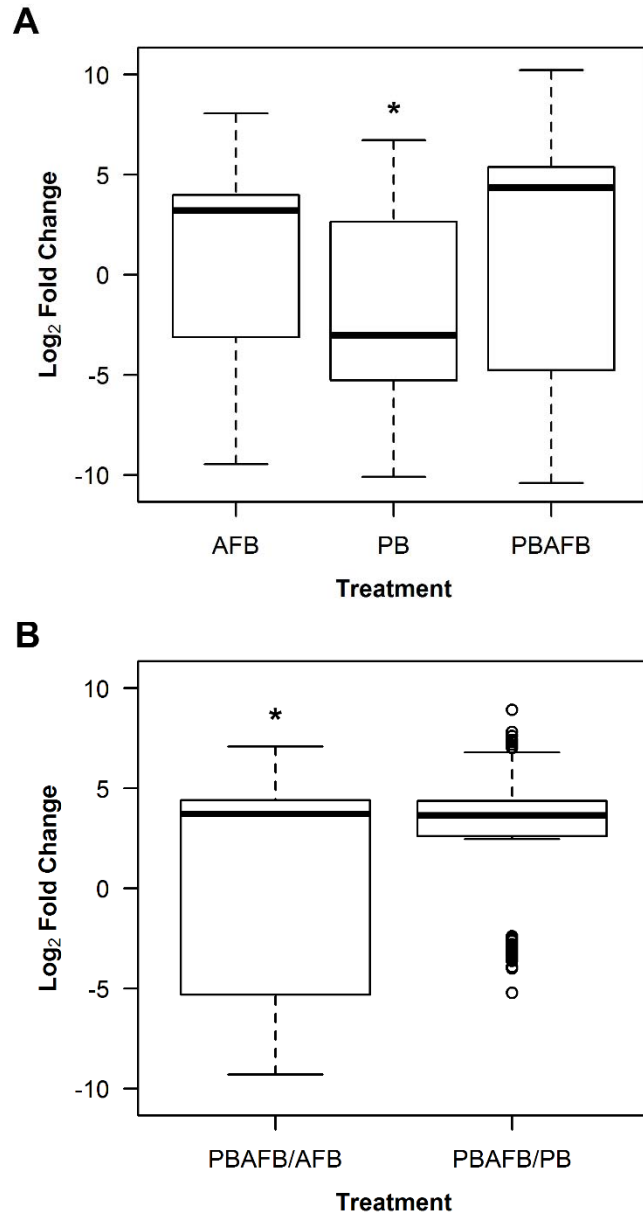 A
Log₂ Fold Change
10
5
0
-5
-10
*
AFB PB PBAFB
Treatment
B
Log₂ Fold Change
10
5
0
-5
-10
*
PBAFB/AFB PBAFB/PB
Treatment